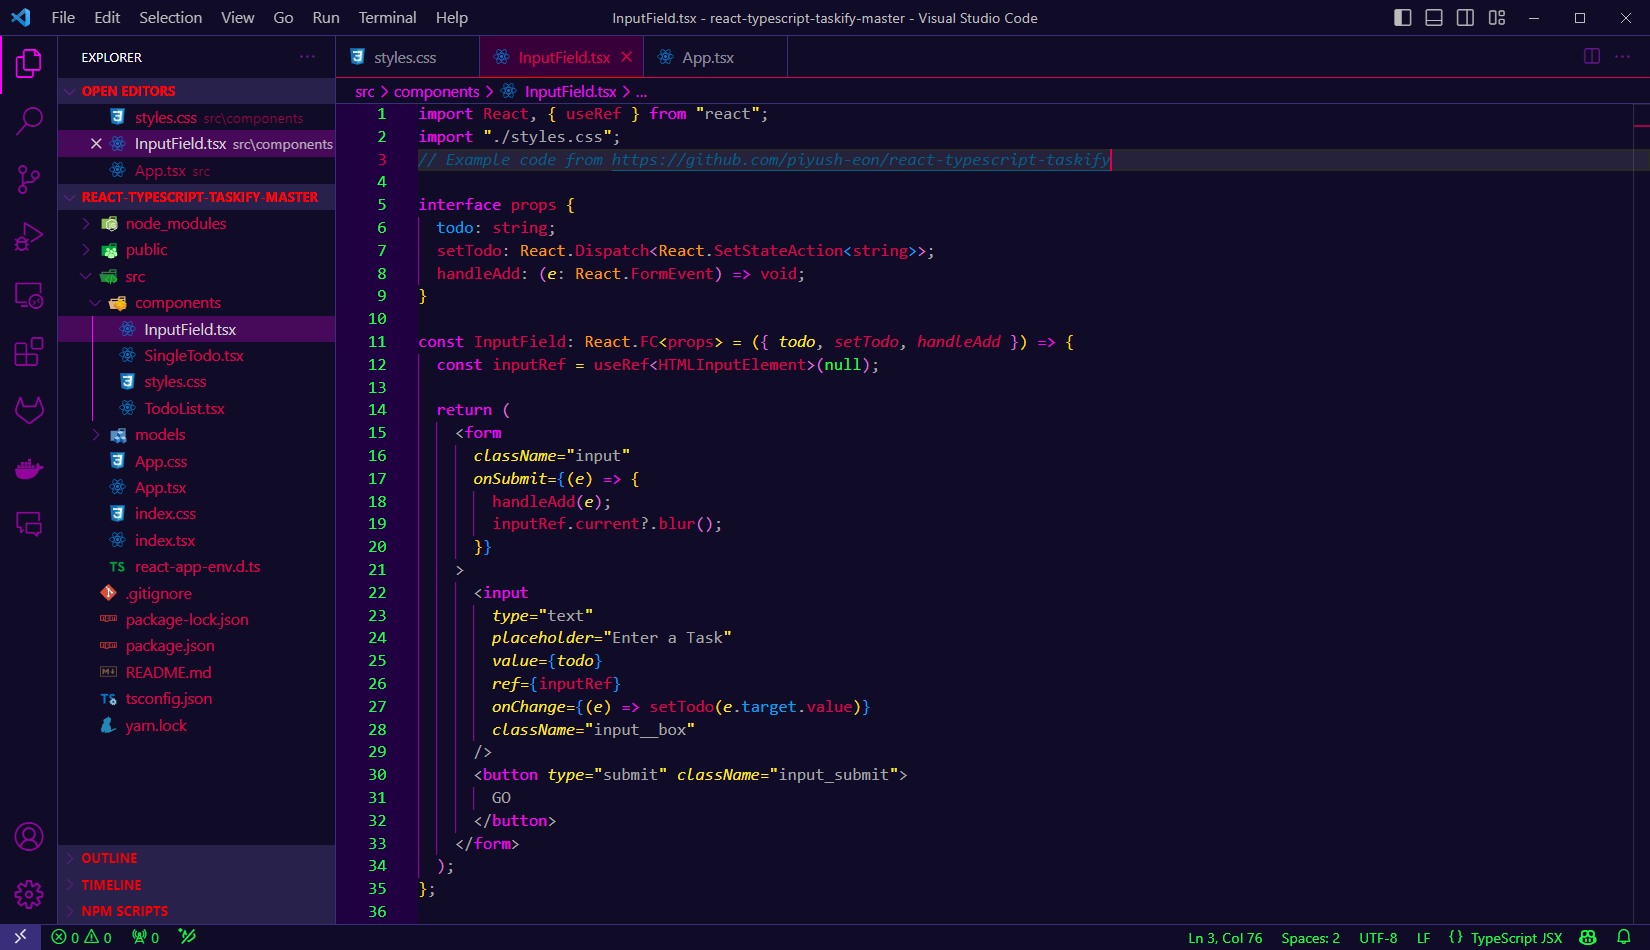 File Edit Selection View Go Run Terminal Help
InputField.tsx - react-typescript-taskify-master - Visual Studio Code
EXPLORER
OPEN EDITORS
styles.css src\components
InputField.tsx src\components
App.tsx src
REACT-TYPESCRIPT-TASKIFY-MASTER
node_modules
public
src
components
InputField.tsx
SingleTodo.tsx
styles.css
TodoList.tsx
models
App.css
App.tsx
index.css
index.tsx
TS react-app-env.d.ts
.gitignore
package-lock.json
package.json
README.md
TS tsconfig.json
yarn.lock
OUTLINE
TIMELINE
NPM SCRIPTS
styles.css InputField.tsx App.tsx
src > components > InputField.tsx > ...
1 import React, { useRef } from "react";
2 import "./styles.css";
3 // Example code from https://github.com/piyush-eon/react-typescript-taskify
4
5 interface props {
6 todo: string;
7 setTodo: React.Dispatch<React.SetStateAction<string>>;
8 handleAdd: (e: React.FormEvent) => void;
9 }
10
11 const InputField: React.FC<props> = ({ todo, setTodo, handleAdd }) => {
12 const inputRef = useRef<HTMLInputElement>(null);
13
14 return (
15 <form
16 className="input"
17 onSubmit={(e) => {
18 handleAdd(e);
19 inputRef.current?.blur();
20 }}
21 >
22 <input
23 type="text"
24 placeholder="Enter a Task"
25 value={todo}
26 ref={inputRef}
27 onChange={(e) => setTodo(e.target.value)}
28 className="input__box"
29 />
30 <button type="submit" className="input_submit">
31 GO
32 </button>
33 </form>
34 );
35 };
36
0 0 0 Ln 3, Col 76 Spaces: 2 UTF-8 LF {} TypeScript JSX